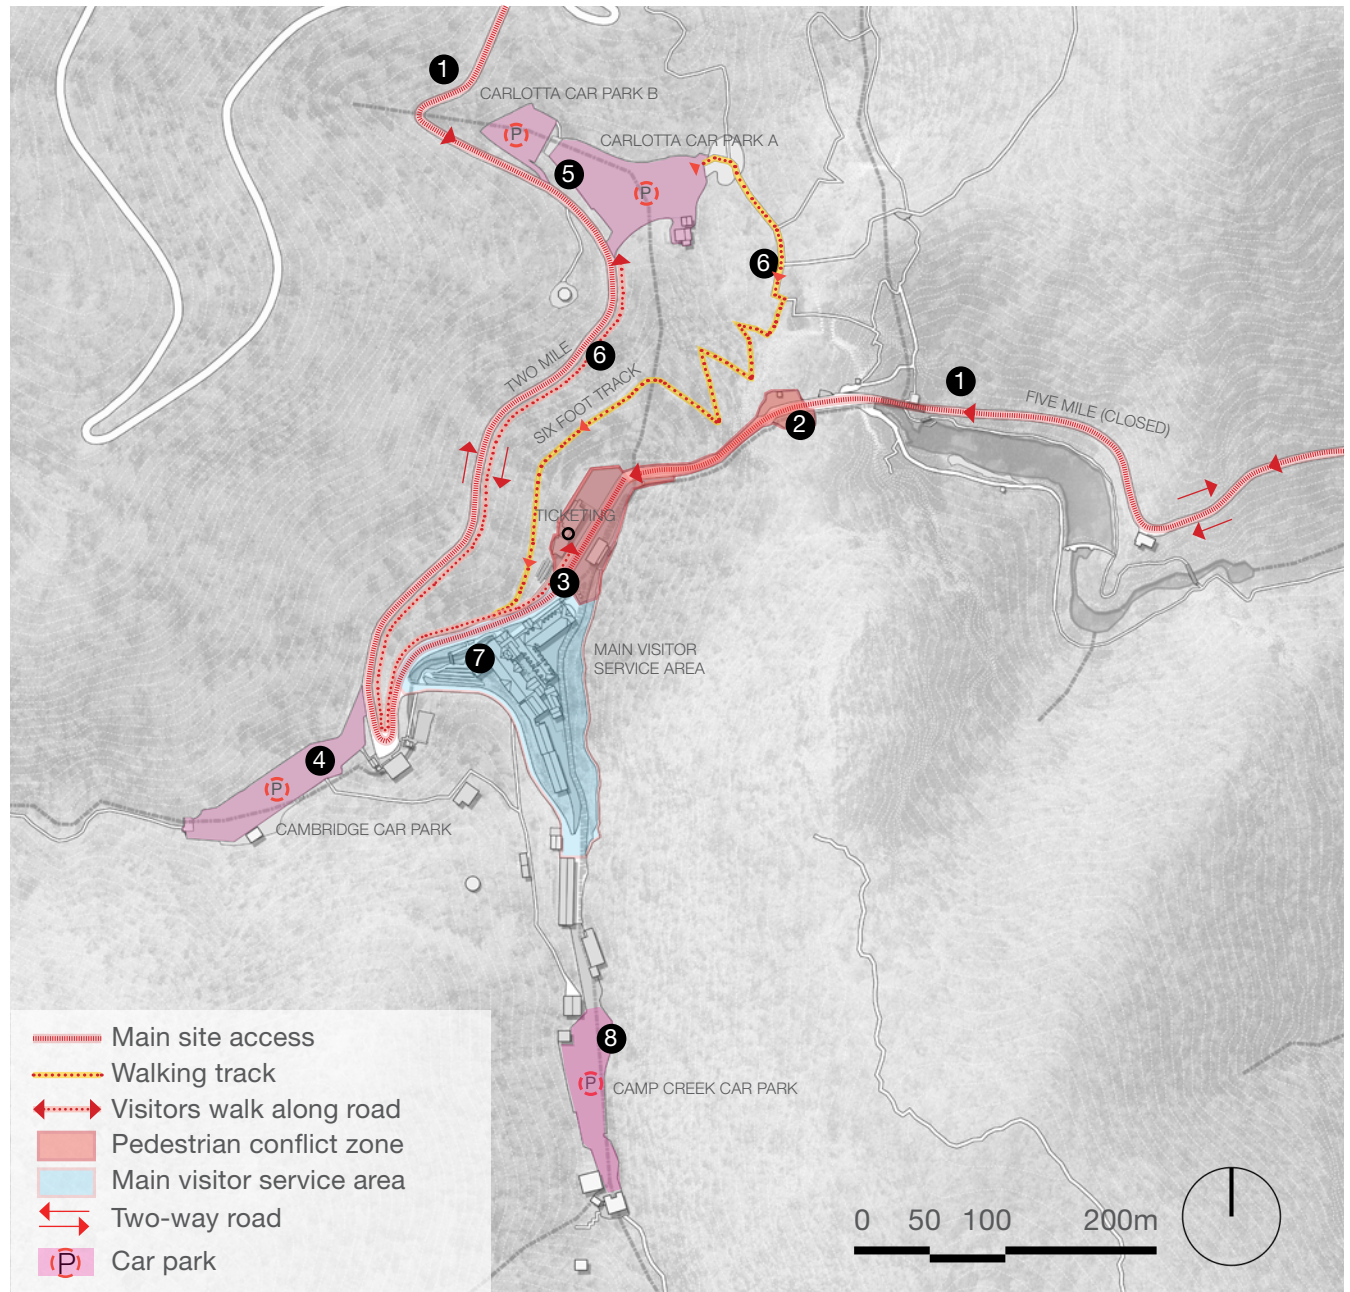 1
CARLOTTA CAR PARK B
P
CARLOTTA CAR PARK A
5
P
6
TWO MILE
6
SIX FOOT TRACK
1
FIVE MILE (CLOSED)
2
TICKETING
3
7
MAIN VISITOR
SERVICE AREA
4
P
CAMBRIDGE CAR PARK
8
P
CAMP CREEK CAR PARK
Main site access
Walking track
Visitors walk along road
Pedestrian conflict zone
Main visitor service area
Two-way road
P Car park
0 50 100 200m